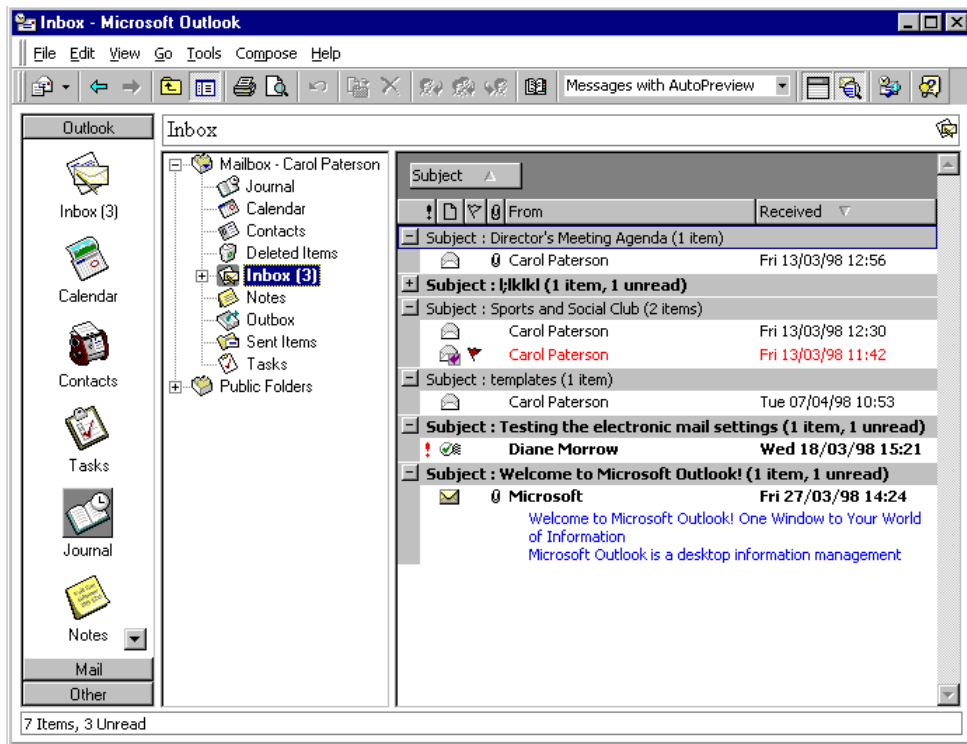 Inbox - Microsoft Outlook
File Edit View Go Tools Compose Help
Messages with AutoPreview
Outlook
Inbox (3)
Calendar
Contacts
Tasks
Journal
Notes
Mail
Other
Inbox
Mailbox - Carol Paterson
Journal
Calendar
Contacts
Deleted Items
Inbox (3)
Notes
Outbox
Sent Items
Tasks
Public Folders
Subject
! From Received
Subject : Director's Meeting Agenda (1 item)
Carol Paterson Fri 13/03/98 12:56
Subject : l;lklkl (1 item, 1 unread)
Subject : Sports and Social Club (2 items)
Carol Paterson Fri 13/03/98 12:30
Carol Paterson Fri 13/03/98 11:42
Subject : templates (1 item)
Carol Paterson Tue 07/04/98 10:53
Subject : Testing the electronic mail settings (1 item, 1 unread)
! Diane Morrow Wed 18/03/98 15:21
Subject : Welcome to Microsoft Outlook! (1 item, 1 unread)
Microsoft Fri 27/03/98 14:24
Welcome to Microsoft Outlook! One Window to Your World
of Information
Microsoft Outlook is a desktop information management
7 Items, 3 Unread